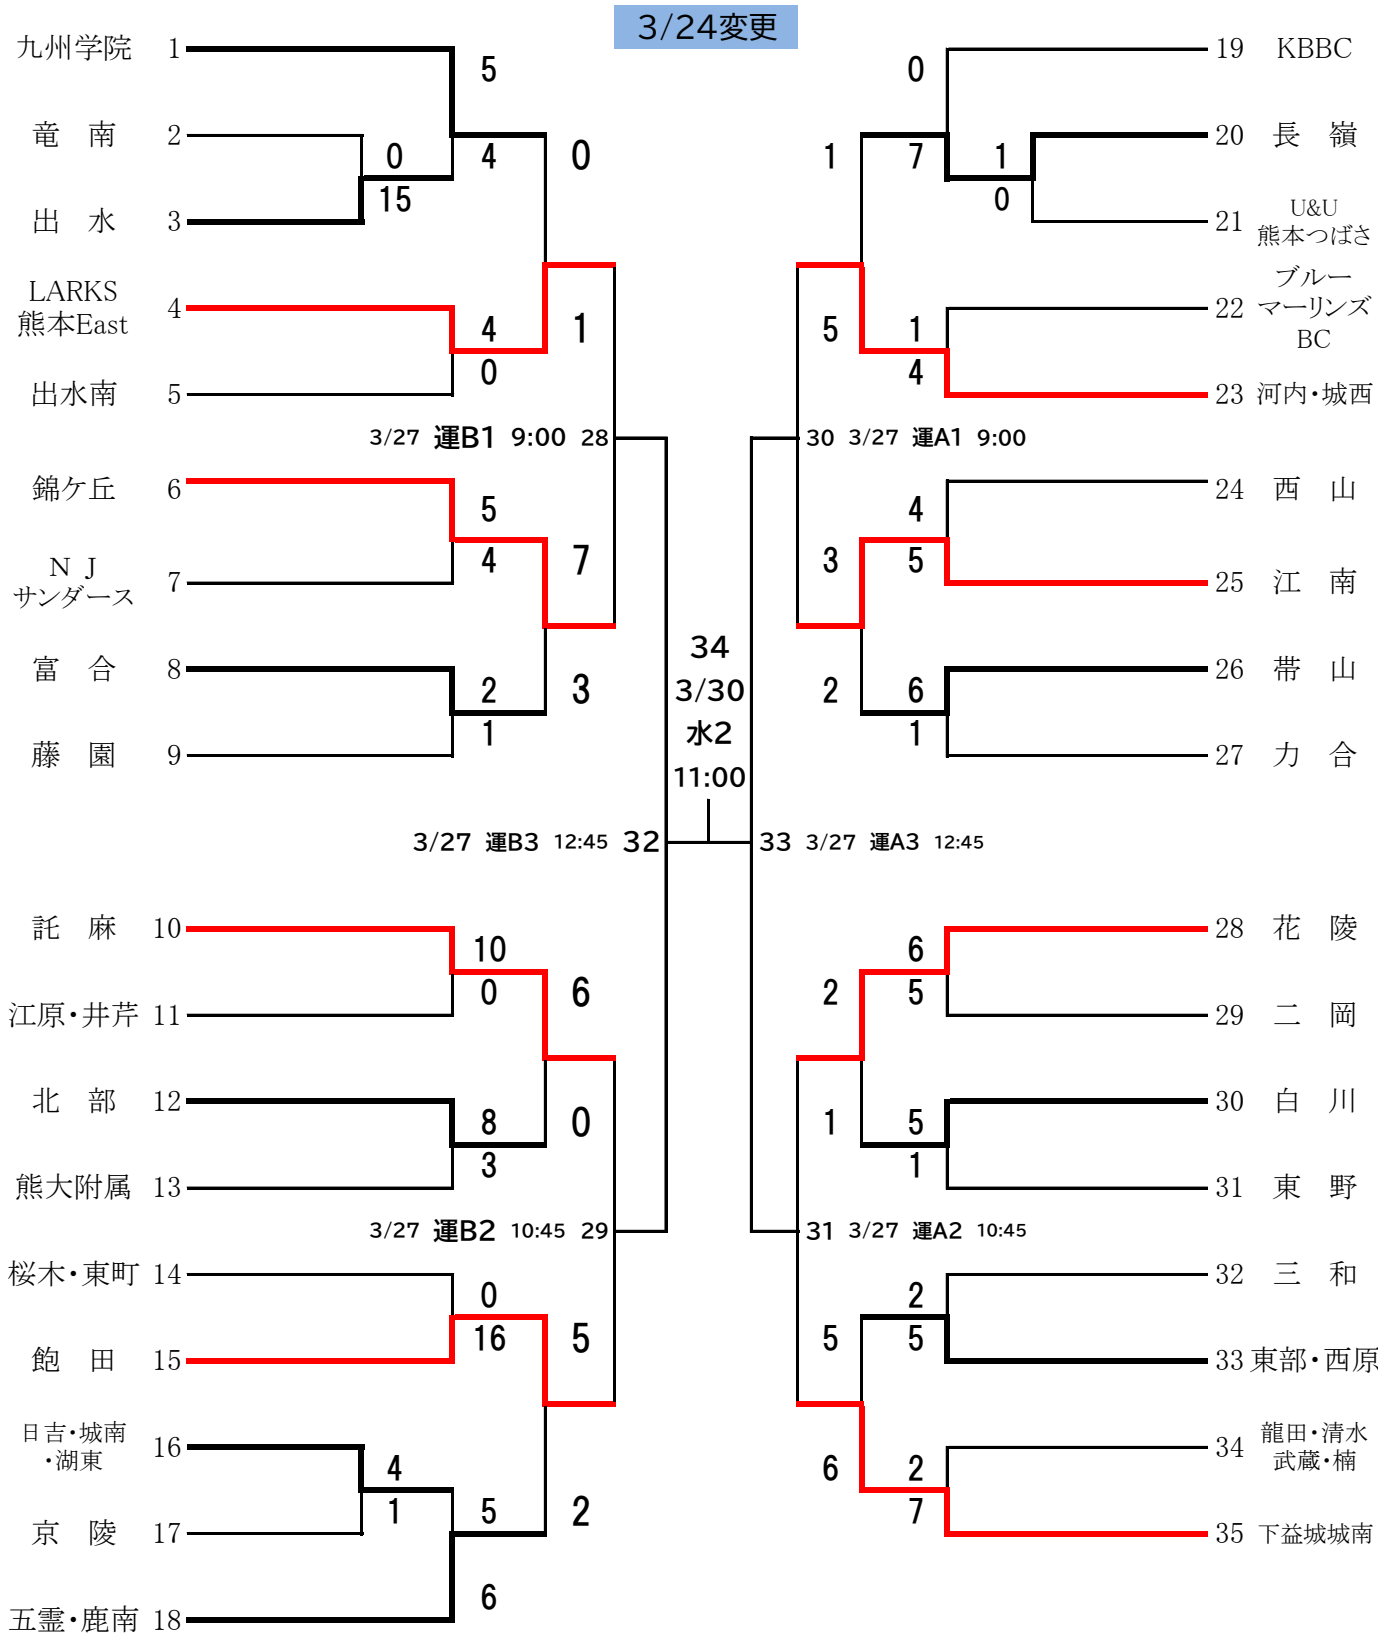 3/24変更
九州学院 1
5
竜 南 2
0
4
0
15
出 水 3
LARKS
熊本East
4
4
1
0
出水南 5
3/27 運B1 9:00 28
錦ケ丘 6
5
7
4
N J
サンダース
7
富 合 8
2
3
1
藤 園 9
3/27 運B3 12:45 32
託 麻 10
10
6
0
江原・井芹 11
北 部 12
8
0
3
熊大附属 13
3/27 運B2 10:45 29
桜木・東町 14
0
5
16
飽 田 15
日吉・城南
・湖東
16
4
1
5
2
京 陵 17
6
五霊・鹿南 18
34
3/30
水2
11:00
19 KBBC
0
20 長 嶺
1
7
1
0
21 U&U
熊本つばさ
22 ブルー
マーリンズ
BC
5
1
4
23 河内・城西
30 3/27 運A1 9:00
24 西 山
4
3
5
25 江 南
26 帯 山
2
6
1
27 力 合
33 3/27 運A3 12:45
28 花 陵
6
2
5
29 二 岡
30 白 川
1
5
1
31 東 野
31 3/27 運A2 10:45
32 三 和
2
5
5
33 東部・西原
34 龍田・清水
武蔵・楠
6
2
7
35 下益城城南